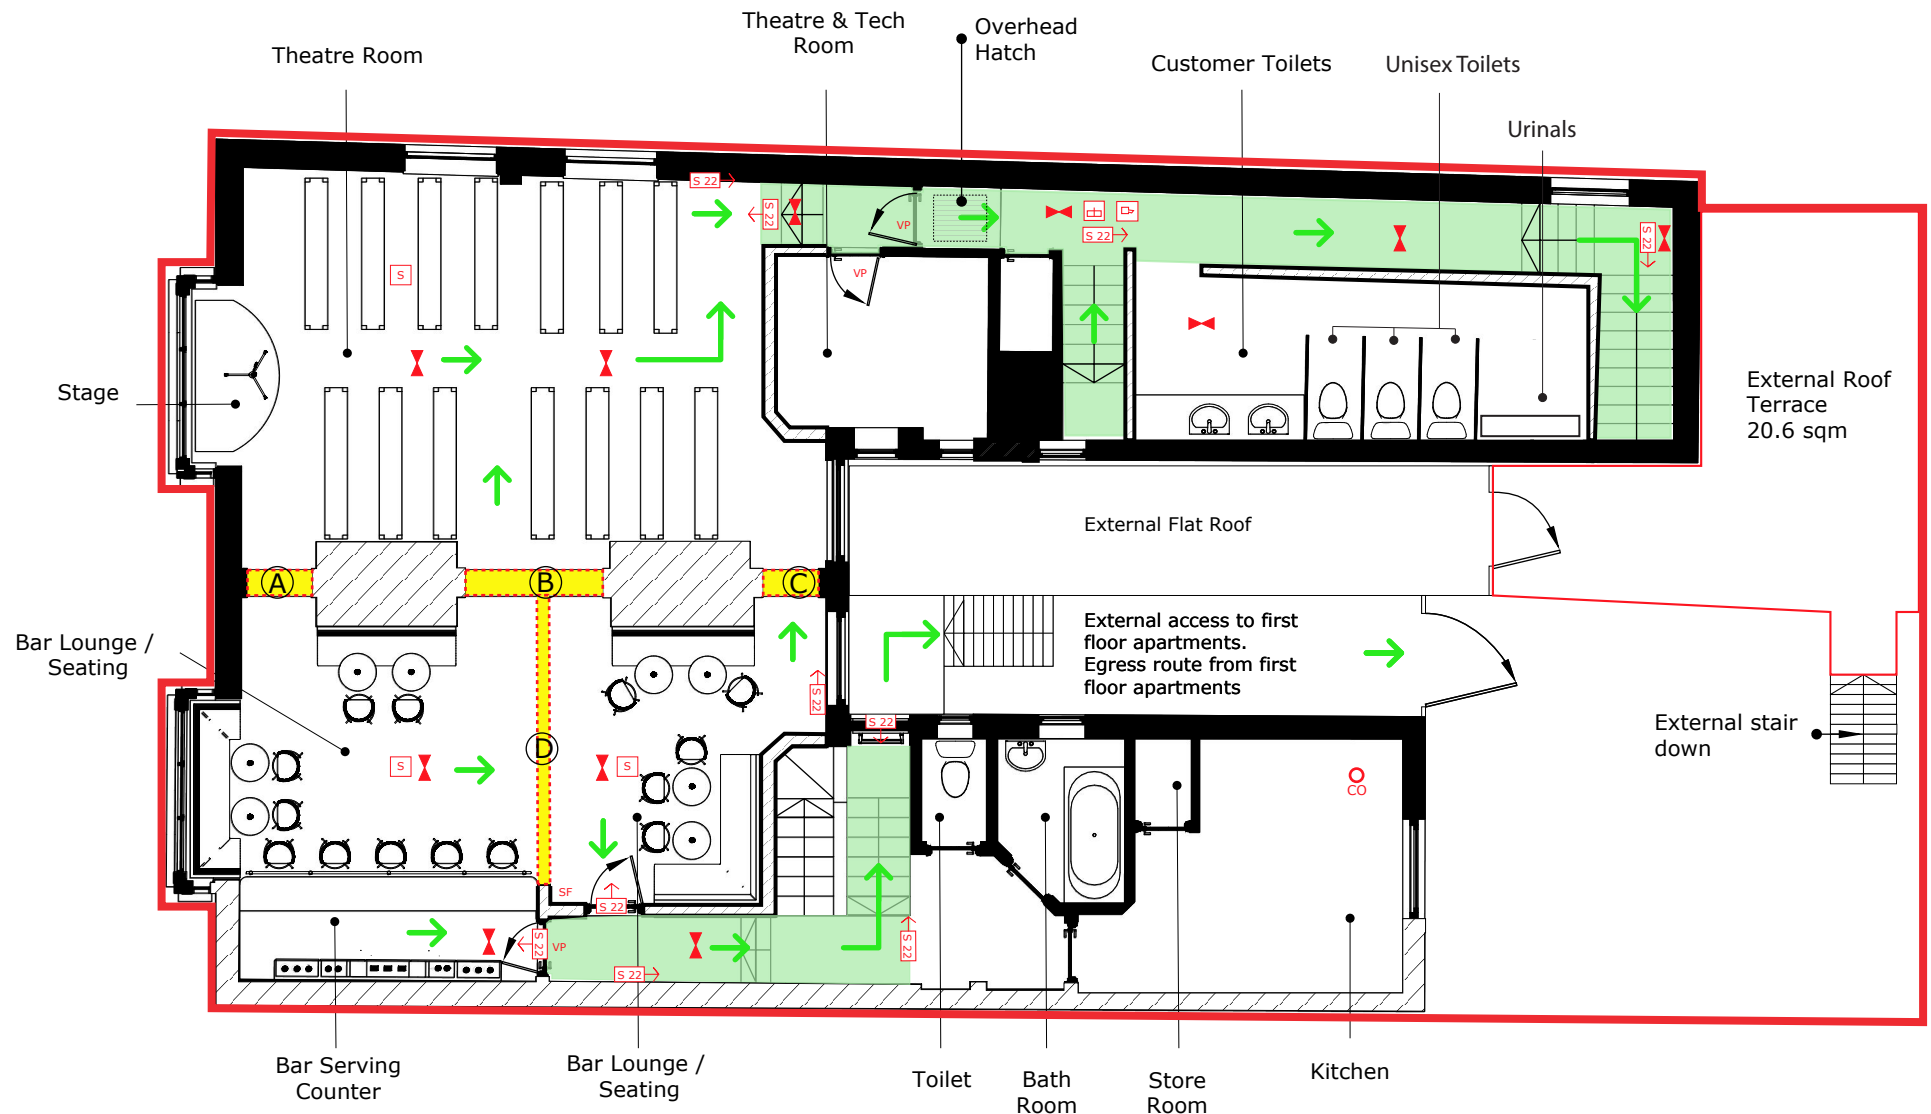 Theatre & Tech
Room
Overhead
Hatch
Theatre Room
Customer Toilets
Unisex Toilets
Urinals
S 22
S 22
VP
S 22
S 22
VP
S
Stage
External Roof
Terrace
20.6 sqm
External Flat Roof
A
B
C
Bar Lounge /
Seating
External access to first
floor apartments.
Egress route from first
floor apartments
S 22
S 22
External stair
down
D
S
S
CO
SF
S 22
S 22
VP
S 22
S 22
Bar Serving
Counter
Bar Lounge /
Seating
Toilet
Bath
Room
Store
Room
Kitchen